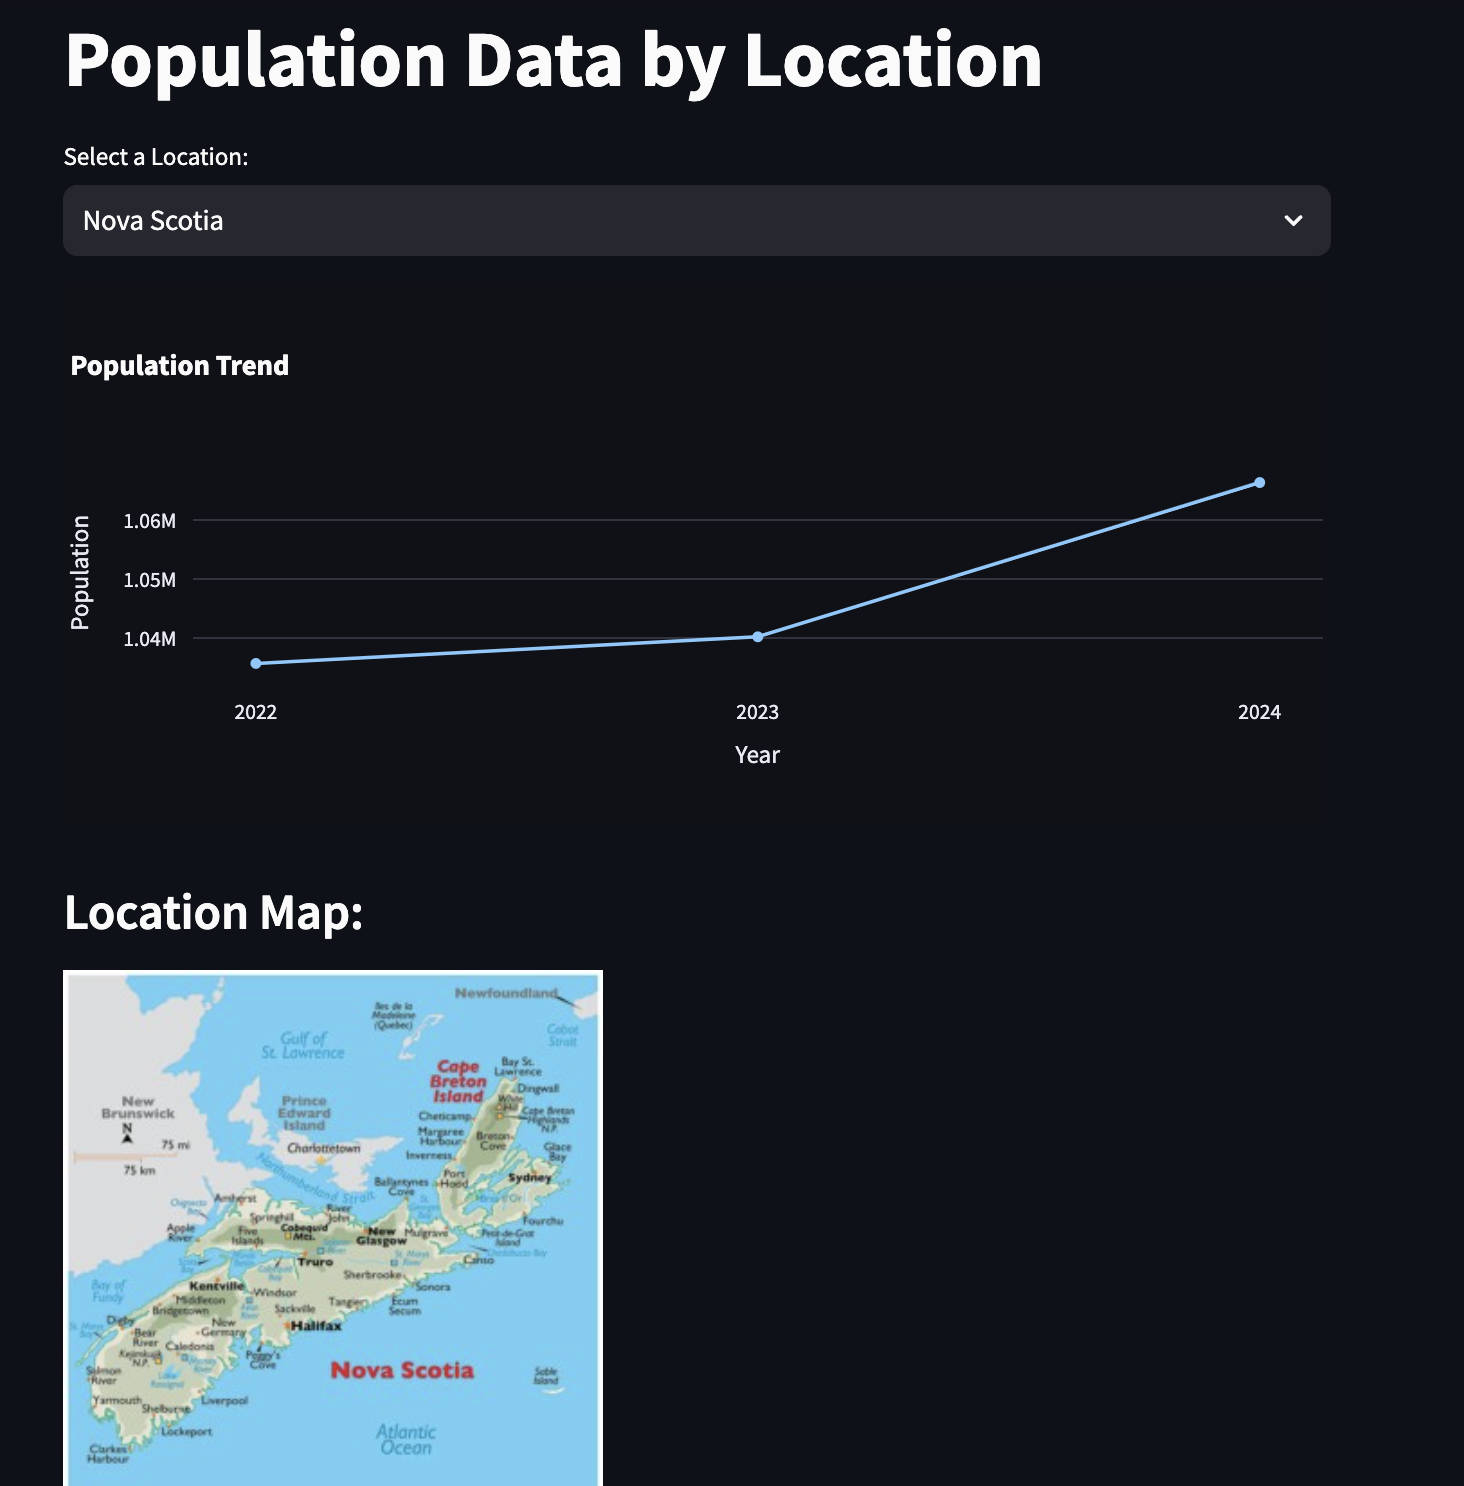 Population Data by Location
Select a Location:
Nova Scotia
Population Trend
Population
1.06M
1.05M
1.04M
2022
2023
2024
Year
Location Map:
Newfoundland
Iles de la
Madeleine
(Quebec)
Cabot
Strait
Gulf of
St. Lawrence
Cape
Breton
Island
Bay St.
Lawrence
Dingwall
White
Hill
Cape Breton
Highlands
N.P.
New
Brunswick
N
75 mi
75 km
Prince
Edward
Island
Charlottetown
Cheticamp
Margaree
Harbour
Breton
Cove
Inverness
Glace
Bay
Northumberland Strait
Ballantynes
Cove
Port
Hood
Sydney
Amherst
Apple
River
Springhill
River
John
Five
Islands
Cobequid
Mts.
New
Glasgow
Mulgrave
Fourchu
Petit-de-Grat
Island
Canso
Truro
Sherbrooke
Sonora
Bay of
Fundy
Kentville
Middleton
Bridgetown
Windsor
Sackville
Tangier
Ecum
Secum
Digby
Bear
River
New
Germany
Halifax
Kejimkujik
N.P.
Caledonia
Peggy's
Cove
Salmon
River
Nova Scotia
Sable
Island
Yarmouth
Shelburne
Liverpool
Lockeport
Clarkes
Harbour
Atlantic
Ocean